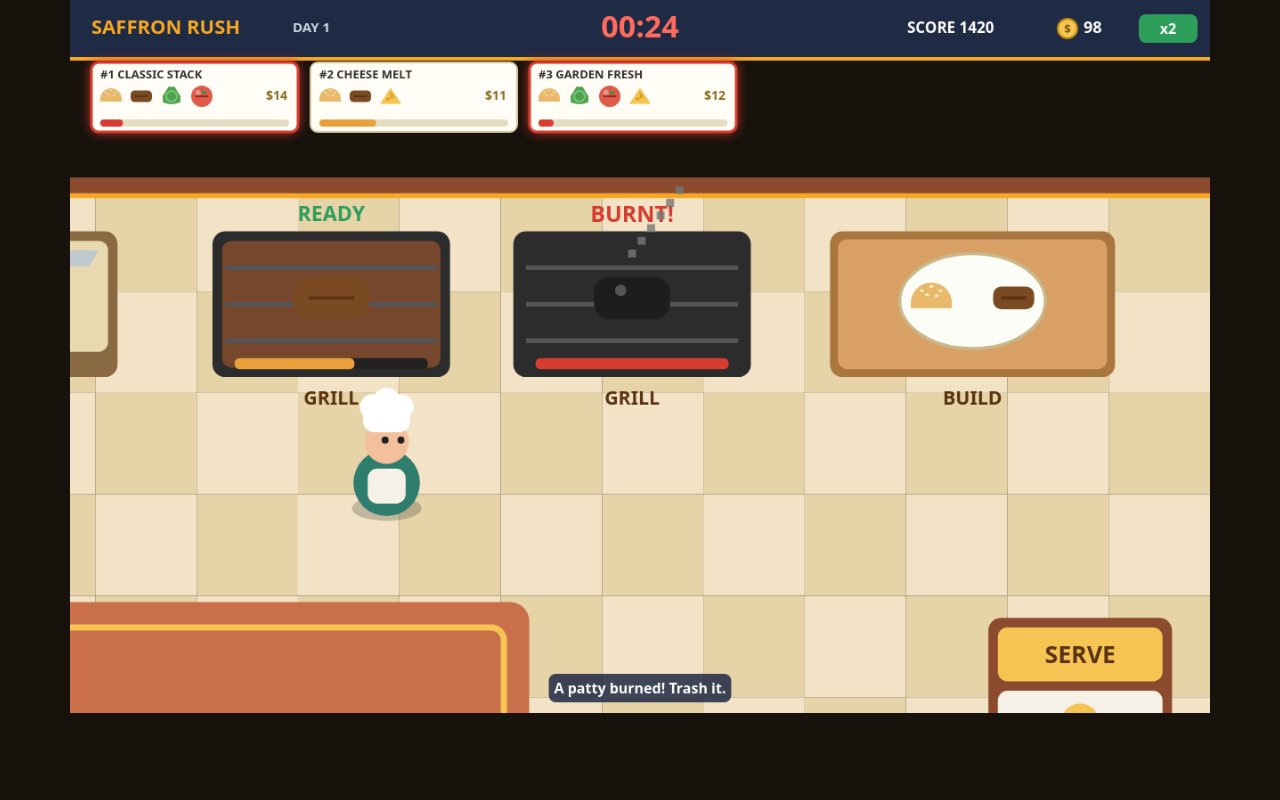 SAFFRON RUSH
DAY 1
00:24
SCORE 1420
$ 98
x2
#1 CLASSIC STACK
$14
#2 CHEESE MELT
$11
#3 GARDEN FRESH
$12
READY
BURNT!
GRILL
GRILL
BUILD
SERVE
A patty burned! Trash it.